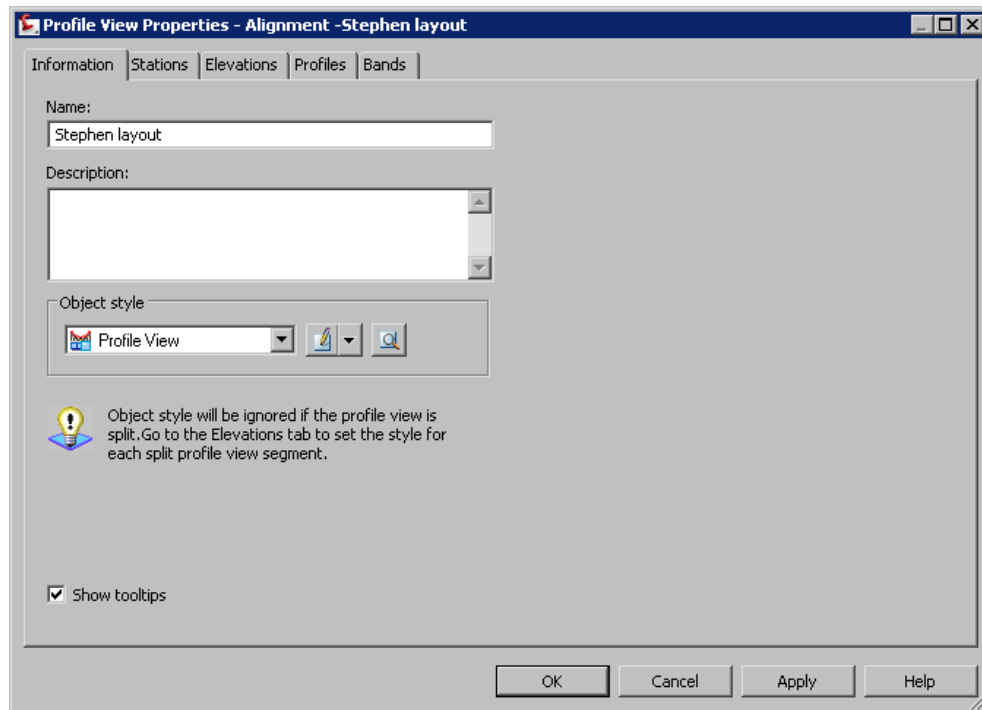 Profile View Properties - Alignment -Stephen layout
Information Stations Elevations Profiles Bands
Name:
Stephen layout
Description:
Object style
Profile View
Object style will be ignored if the profile view is
split.Go to the Elevations tab to set the style for
each split profile view segment.
Show tooltips
OK Cancel Apply Help